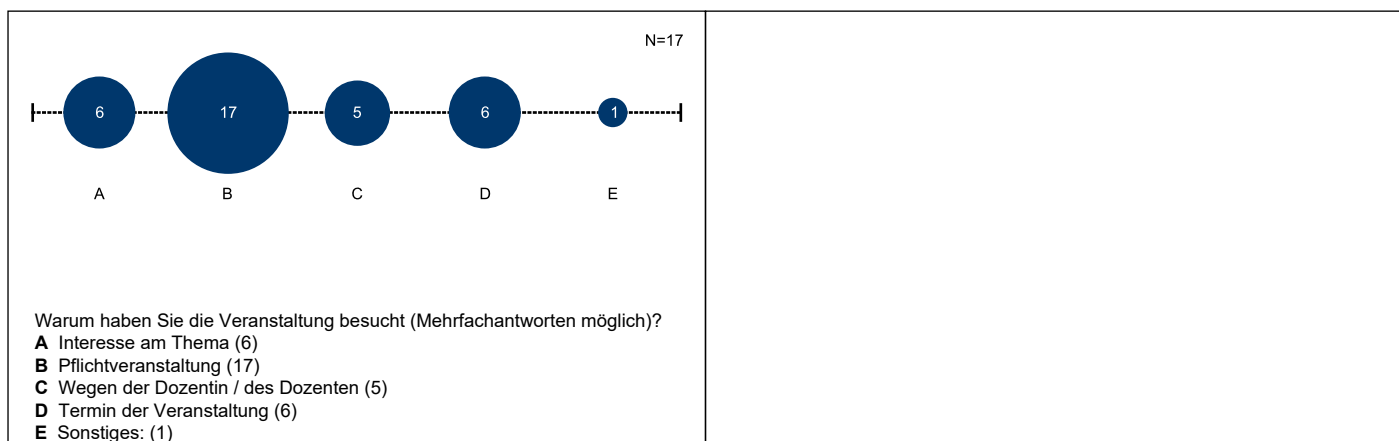 N=17
6 17 5 6 1
A B C D E
Warum haben Sie die Veranstaltung besucht (Mehrfachantworten möglich)?
A Interesse am Thema (6)
B Pflichtveranstaltung (17)
C Wegen der Dozentin / des Dozenten (5)
D Termin der Veranstaltung (6)
E Sonstiges: (1)